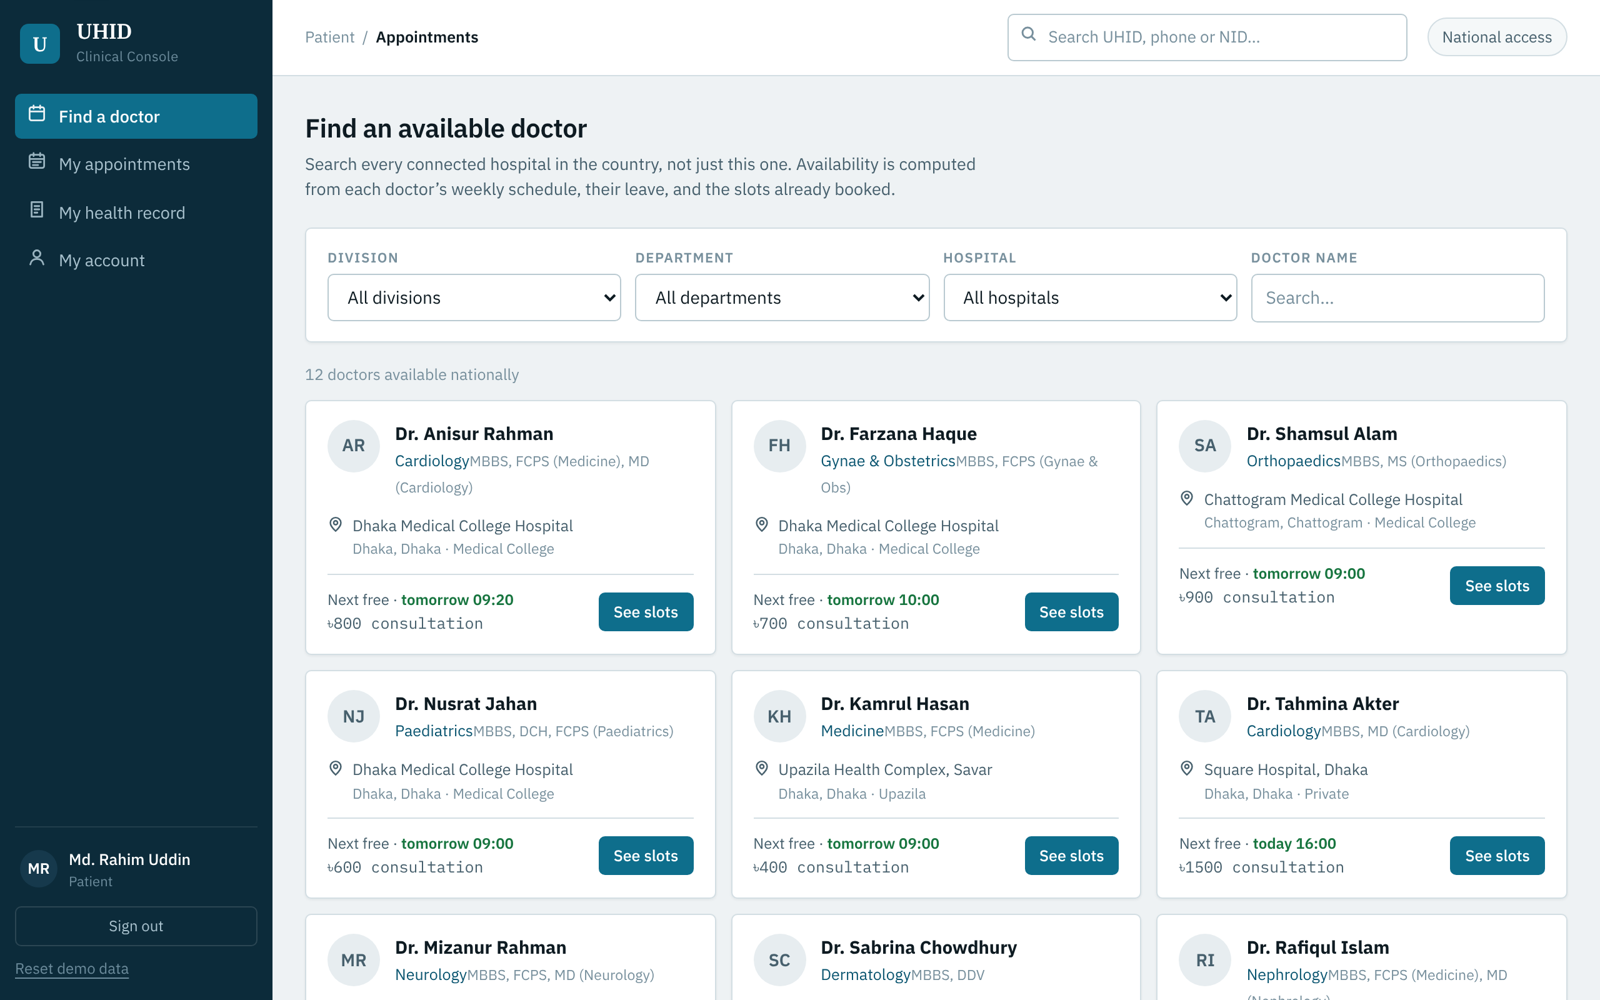 U
UHID
Clinical Console
Find a doctor
My appointments
My health record
My account
MR
Md. Rahim Uddin
Patient
Sign out
Reset demo data
Patient / Appointments
Search UHID, phone or NID...
National access
Find an available doctor
Search every connected hospital in the country, not just this one. Availability is computed
from each doctor’s weekly schedule, their leave, and the slots already booked.
DIVISION
All divisions
DEPARTMENT
All departments
HOSPITAL
All hospitals
DOCTOR NAME
Search...
12 doctors available nationally
AR
Dr. Anisur Rahman
CardiologyMBBS, FCPS (Medicine), MD
(Cardiology)
Dhaka Medical College Hospital
Dhaka, Dhaka · Medical College
Next free · tomorrow 09:20
৳800 consultation
See slots
FH
Dr. Farzana Haque
Gynae & ObstetricsMBBS, FCPS (Gynae &
Obs)
Dhaka Medical College Hospital
Dhaka, Dhaka · Medical College
Next free · tomorrow 10:00
৳700 consultation
See slots
SA
Dr. Shamsul Alam
OrthopaedicsMBBS, MS (Orthopaedics)
Chattogram Medical College Hospital
Chattogram, Chattogram · Medical College
Next free · tomorrow 09:00
৳900 consultation
See slots
NJ
Dr. Nusrat Jahan
PaediatricsMBBS, DCH, FCPS (Paediatrics)
Dhaka Medical College Hospital
Dhaka, Dhaka · Medical College
Next free · tomorrow 09:00
৳600 consultation
See slots
KH
Dr. Kamrul Hasan
MedicineMBBS, FCPS (Medicine)
Upazila Health Complex, Savar
Dhaka, Dhaka · Upazila
Next free · tomorrow 09:00
৳400 consultation
See slots
TA
Dr. Tahmina Akter
CardiologyMBBS, MD (Cardiology)
Square Hospital, Dhaka
Dhaka, Dhaka · Private
Next free · today 16:00
৳1500 consultation
See slots
MR
Dr. Mizanur Rahman
NeurologyMBBS, FCPS, MD (Neurology)
SC
Dr. Sabrina Chowdhury
DermatologyMBBS, DDV
RI
Dr. Rafiqul Islam
NephrologyMBBS, FCPS (Medicine), MD
(Nephrology)